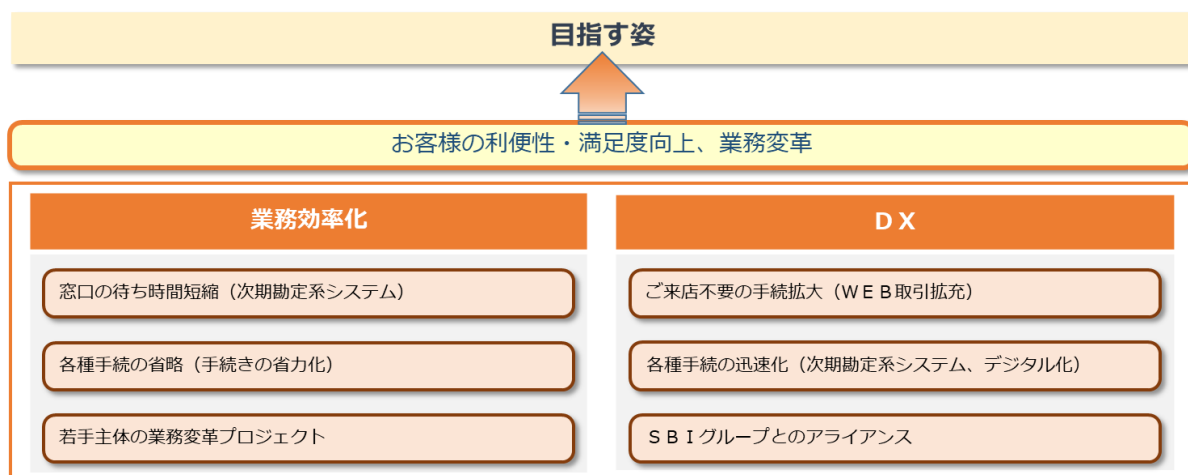 目指す姿
お客様の利便性・満足度向上、業務変革
業務効率化
窓口の待ち時間短縮（次期勘定系システム）
各種手続の省略（手続きの省力化）
若手主体の業務変革プロジェクト
ＤＸ
ご来店不要の手続拡大（ＷＥＢ取引拡充）
各種手続の迅速化（次期勘定系システム、デジタル化）
ＳＢＩグループとのアライアンス